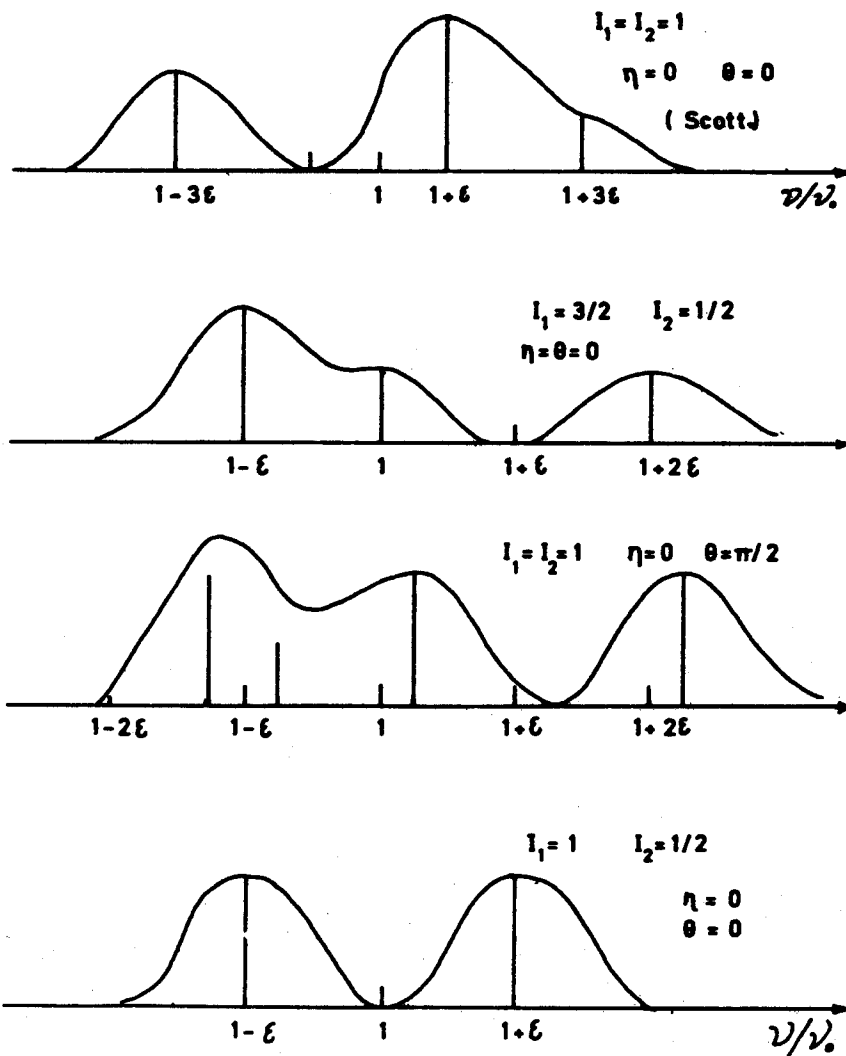 I₁ = I₂ = 1
η = 0 θ = 0
( Scott.)
1-3ε 1 1+ε 1+3ε ν/ν₀
I₁ = 3/2 I₂ = 1/2
η = θ = 0
1-ε 1 1+ε 1+2ε
I₁ = I₂ = 1 η = 0 θ = π/2
1-2ε 1-ε 1 1+ε 1+2ε
I₁ = 1 I₂ = 1/2
η = 0
θ = 0
1-ε 1 1+ε ν/ν₀